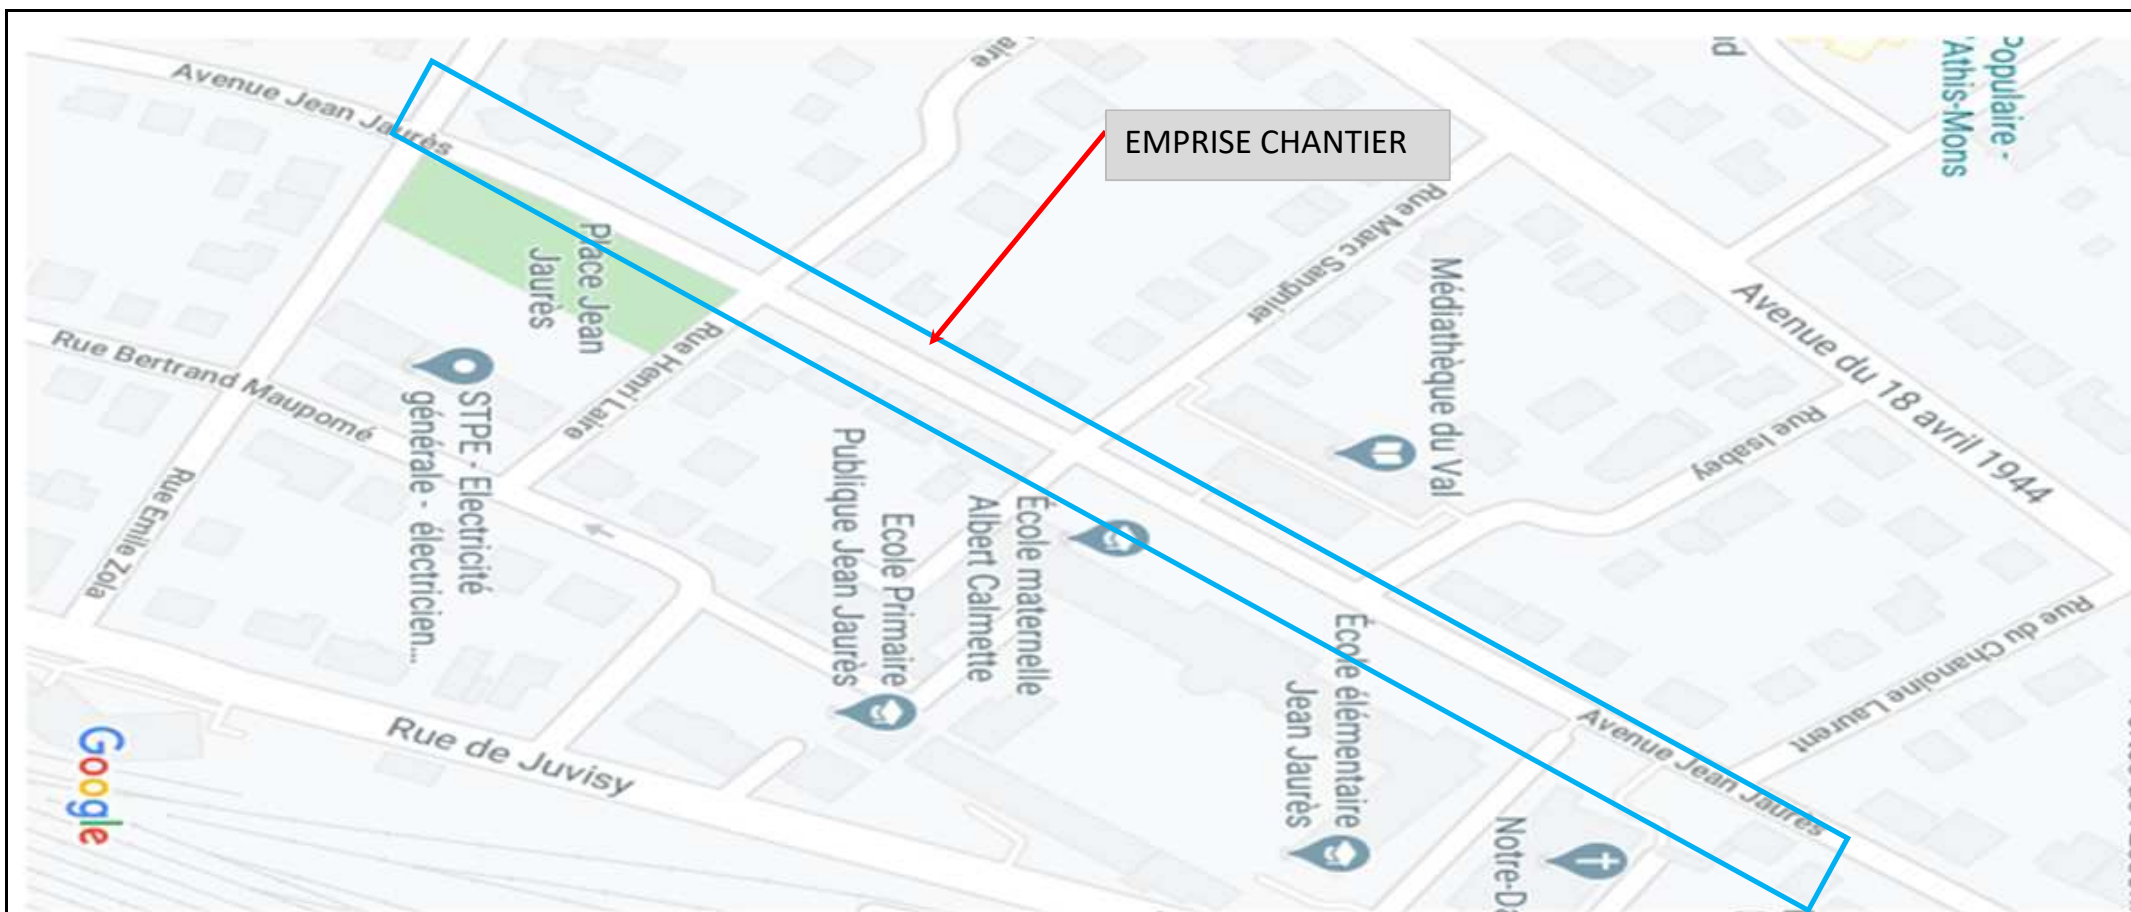 Avenue Jean Jaurès
EMPRISE CHANTIER
Populaire -
'Athis-Mons
Place Jean
Jaurès
Rue Marc Sangnier
Médiathèque du Val
Avenue du 18 avril 1944
Rue Henri Laire
Rue Bertrand Maupomé
STPE - Electricité
générale - électricien...
Rue Isabey
Ecole Primaire
Publique Jean Jaurès
École maternelle
Albert Calmette
Rue Emile Zola
École élémentaire
Jean Jaurès
Rue du Chanoine Laurent
Avenue Jean Jaurès
Rue de Juvisy
Google
Notre-Da